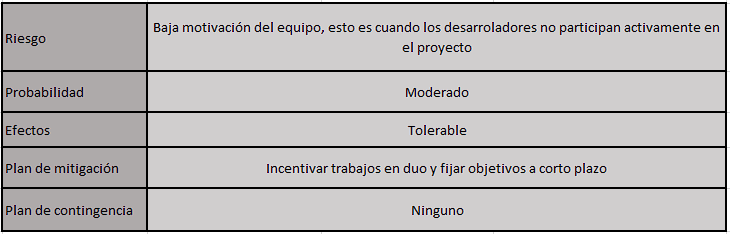 Riesgo
Baja motivación del equipo, esto es cuando los desarroladores no participan activamente en
el proyecto
Probabilidad
Moderado
Efectos
Tolerable
Plan de mitigación
Incentivar trabajos en duo y fijar objetivos a corto plazo
Plan de contingencia
Ninguno